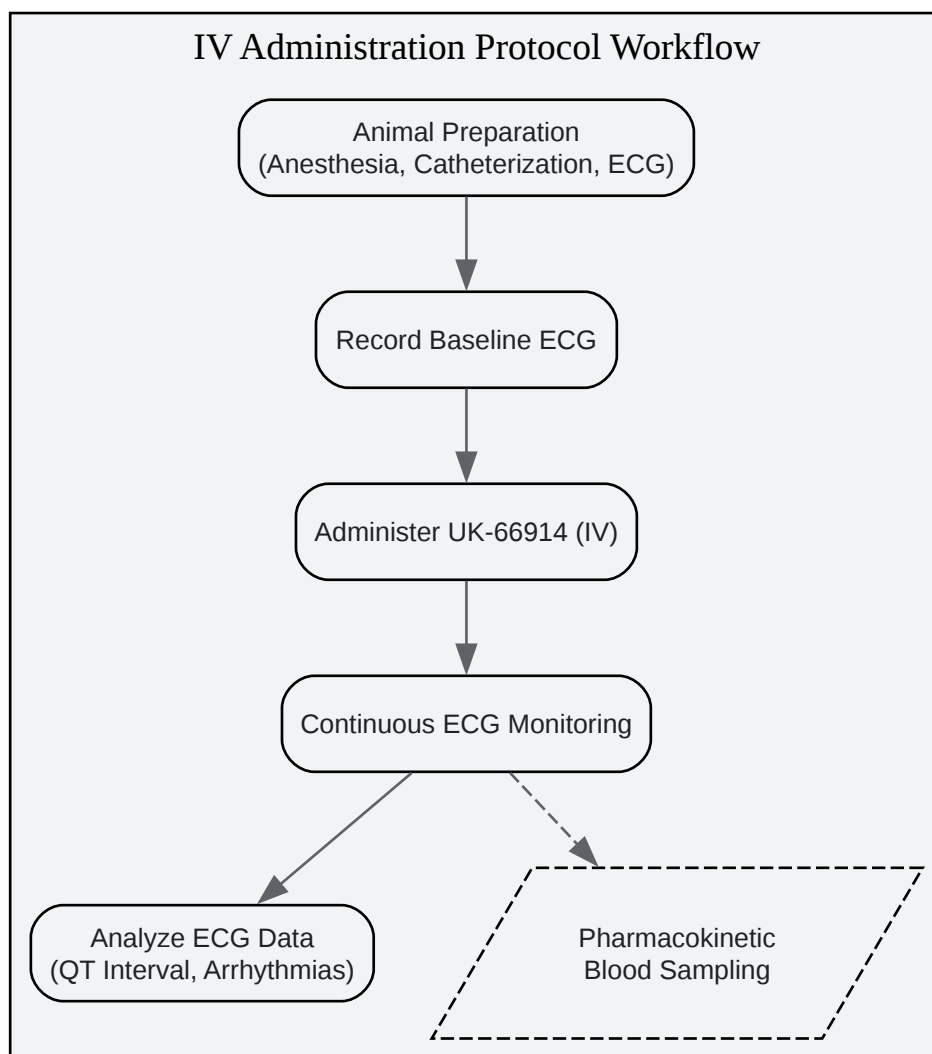 IV Administration Protocol Workflow
Animal Preparation
(Anesthesia, Catheterization, ECG)
Record Baseline ECG
Administer UK-66914 (IV)
Continuous ECG Monitoring
Analyze ECG Data
(QT Interval, Arrhythmias)
Pharmacokinetic
Blood Sampling